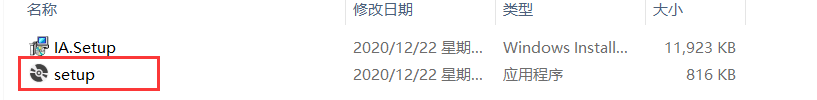 名称 修改日期 类型 大小
IA.Setup 2020/12/22 星期... Windows Install... 11,923 KB
setup 2020/12/22 星期... 应用程序 816 KB